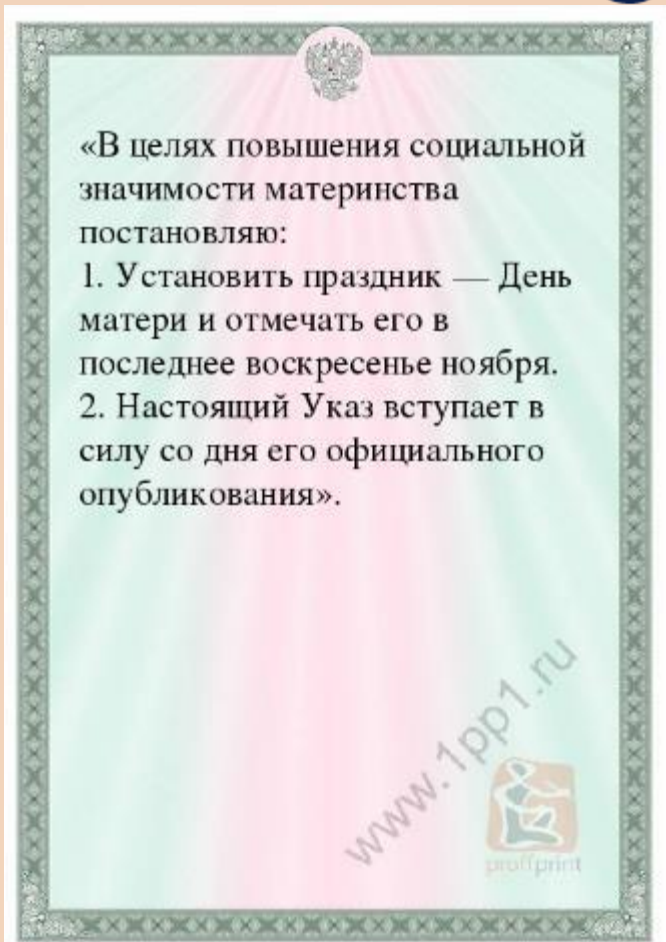 «В целях повышения социальной
значимости материнства
постановляю:
1. Установить праздник — День
матери и отмечать его в
последнее воскресенье ноября.
2. Настоящий Указ вступает в
силу со дня его официального
опубликования».
www.1pp1.ru
proffprint